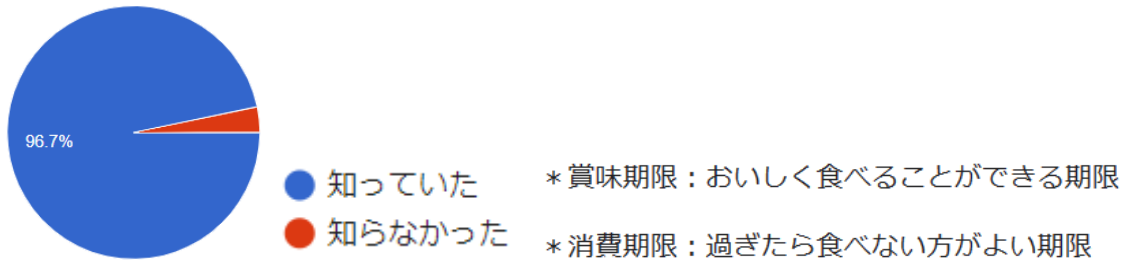 96.7%
知っていた
知らなかった
＊賞味期限：おいしく食べることができる期限
＊消費期限：過ぎたら食べない方がよい期限